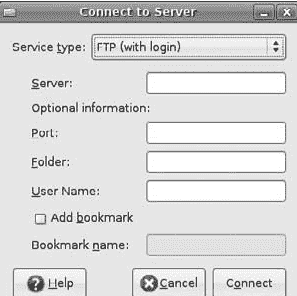 Connect to Server
Service type: FTP (with login)
Server:
Optional information:
Port:
Folder:
User Name:
Add bookmark
Bookmark name:
Help Cancel Connect